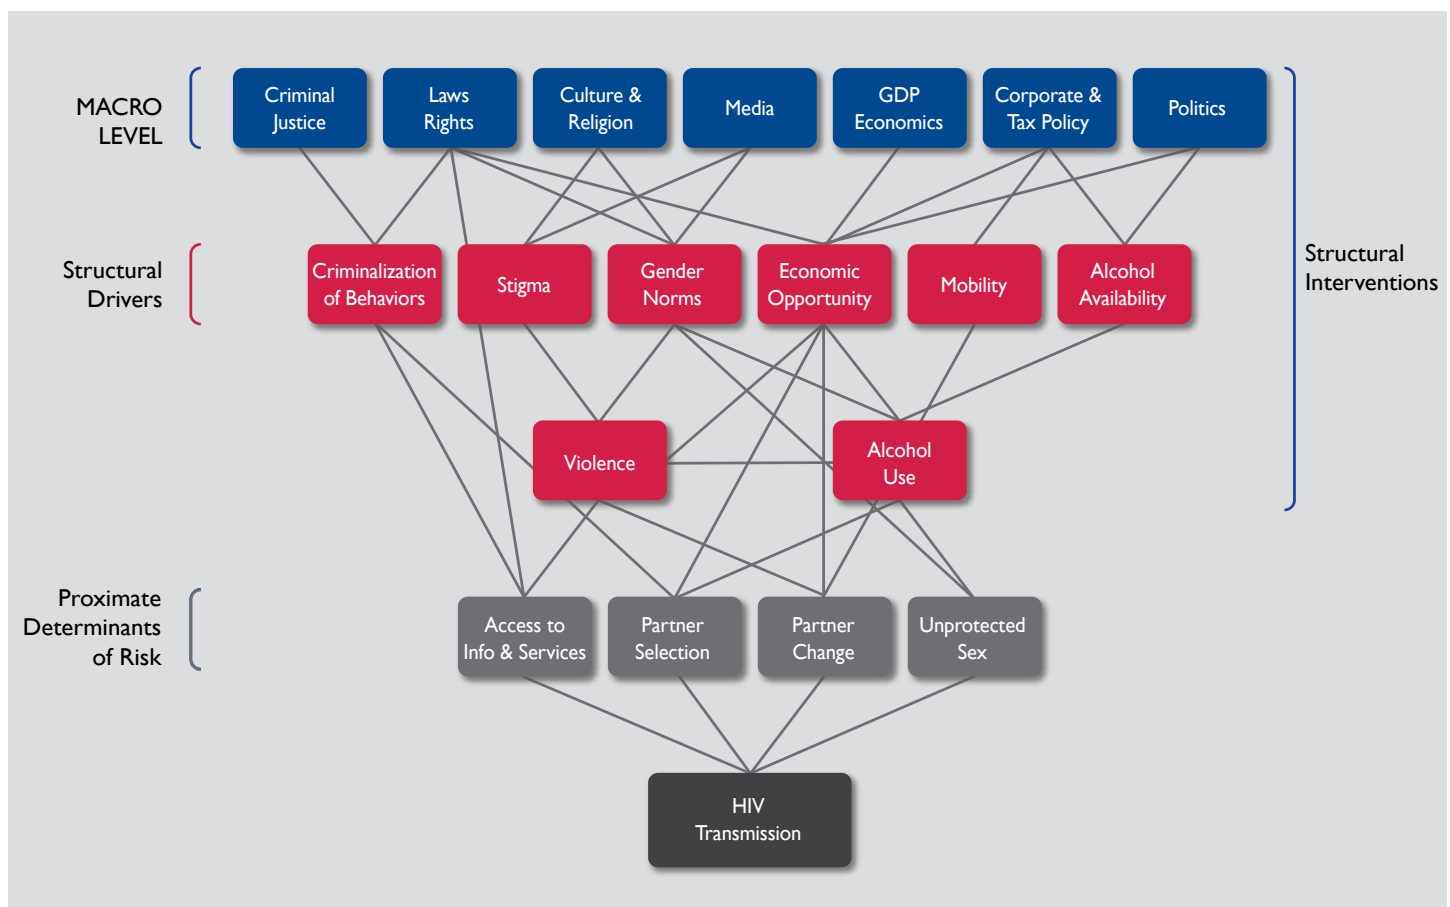 MACRO
LEVEL
Criminal
Justice
Laws
Rights
Culture &
Religion
Media
GDP
Economics
Corporate &
Tax Policy
Politics
Structural
Drivers
Criminalization
of Behaviors
Stigma
Gender
Norms
Economic
Opportunity
Mobility
Alcohol
Availability
Structural
Interventions
Violence
Alcohol
Use
Proximate
Determinants
of Risk
Access to
Info & Services
Partner
Selection
Partner
Change
Unprotected
Sex
HIV
Transmission